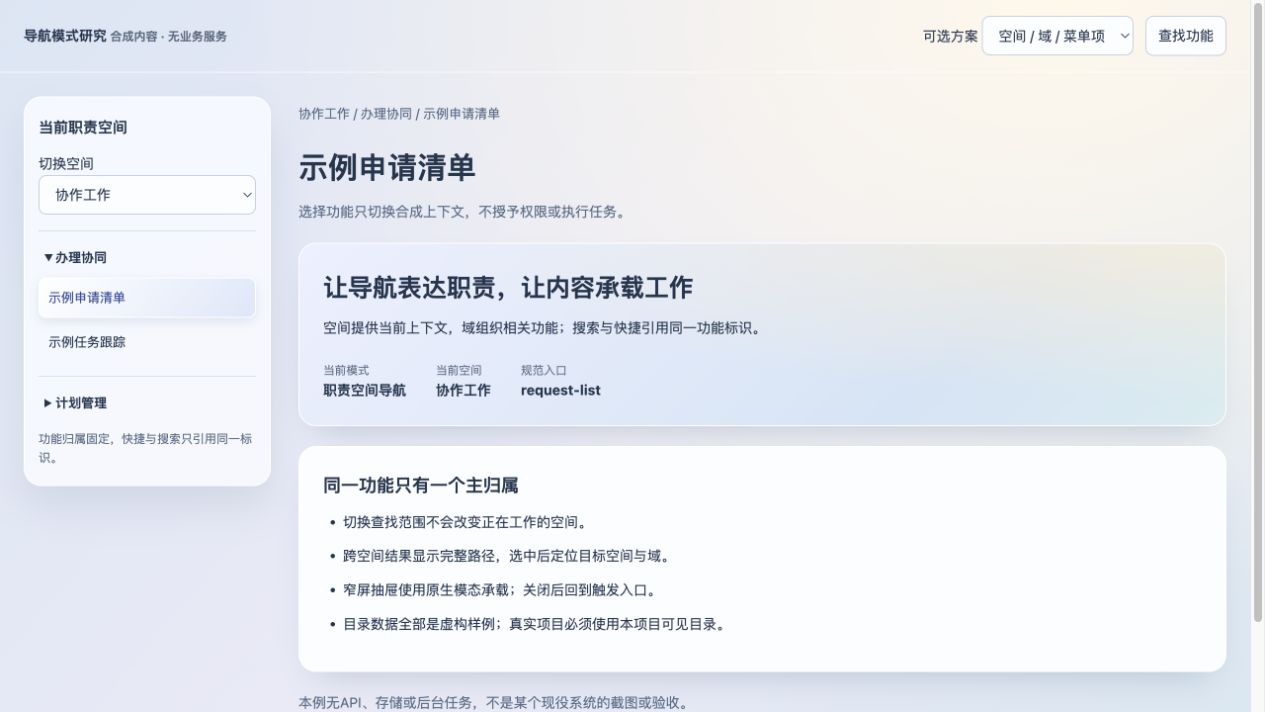 导航模式研究 合成内容 · 无业务服务
可选方案 空间 / 域 / 菜单项 查找功能
当前职责空间
切换空间
协作工作
▼办理协同
示例申请清单
示例任务跟踪
▶计划管理
功能归属固定，快捷与搜索只引用同一标
识。
协作工作 / 办理协同 / 示例申请清单
示例申请清单
选择功能只切换合成上下文，不授予权限或执行任务。
让导航表达职责，让内容承载工作
空间提供当前上下文，域组织相关功能；搜索与快捷引用同一功能标识。
当前模式 当前空间 规范入口
职责空间导航 协作工作 request-list
同一功能只有一个主归属
• 切换查找范围不会改变正在工作的空间。
• 跨空间结果显示完整路径，选中后定位目标空间与域。
• 窄屏抽屉使用原生模态承载；关闭后回到触发入口。
• 目录数据全部是虚构样例；真实项目必须使用本项目可见目录。
本例无API、存储或后台任务，不是某个现役系统的截图或验收。